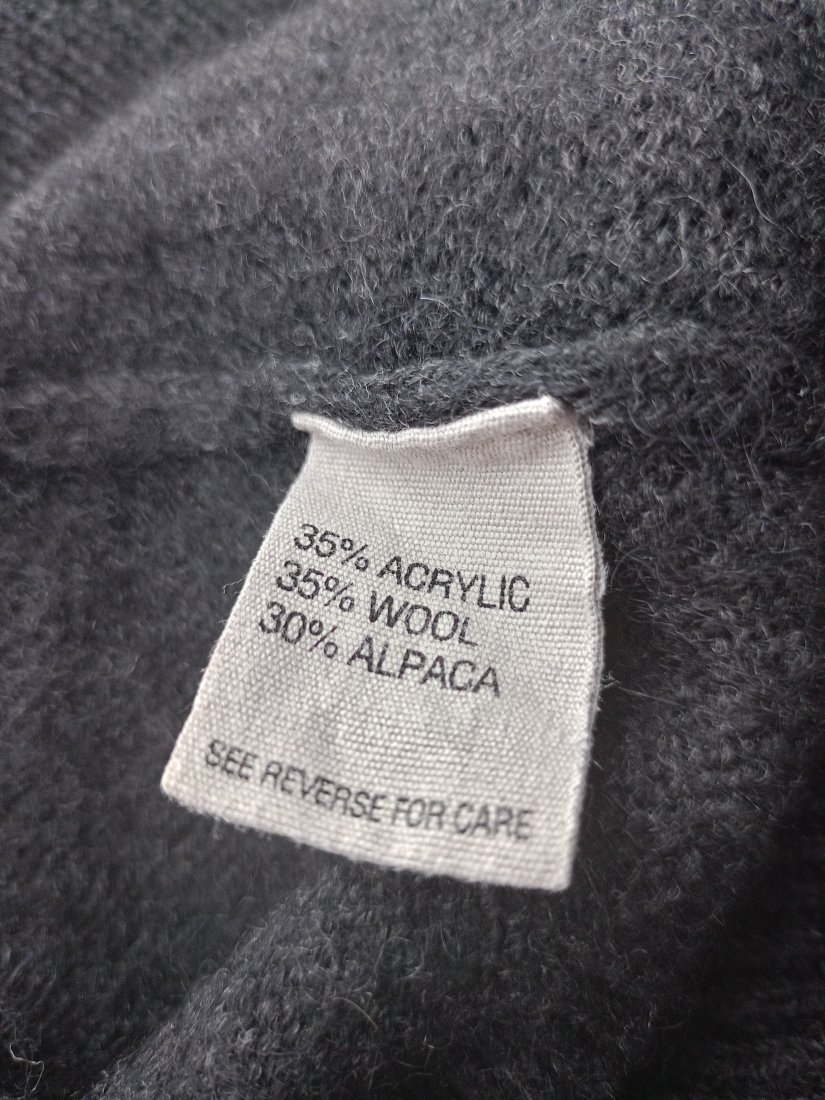 35% ACRYLIC
35% WOOL
30% ALPACA
SEE REVERSE FOR CARE